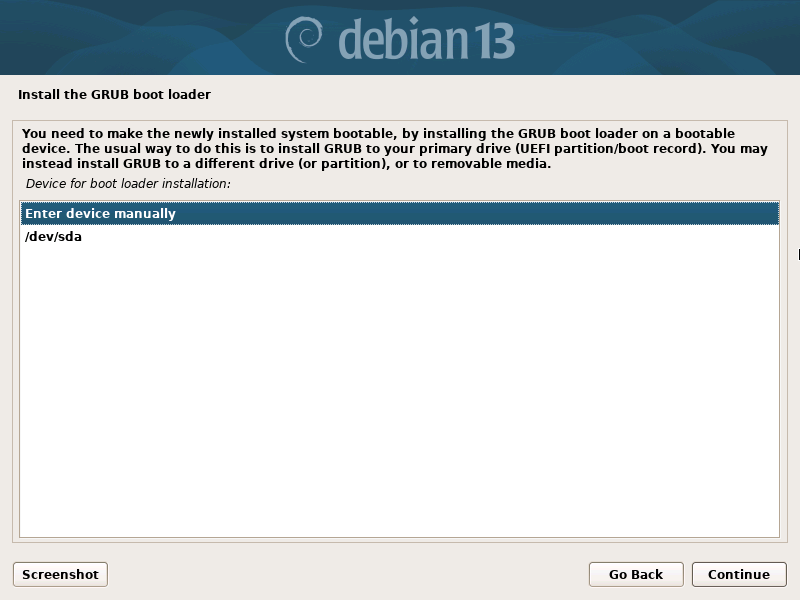 debian 13
Install the GRUB boot loader
You need to make the newly installed system bootable, by installing the GRUB boot loader on a bootable
device. The usual way to do this is to install GRUB to your primary drive (UEFI partition/boot record). You may
instead install GRUB to a different drive (or partition), or to removable media.
Device for boot loader installation:
Enter device manually
/dev/sda
Screenshot
Go Back
Continue